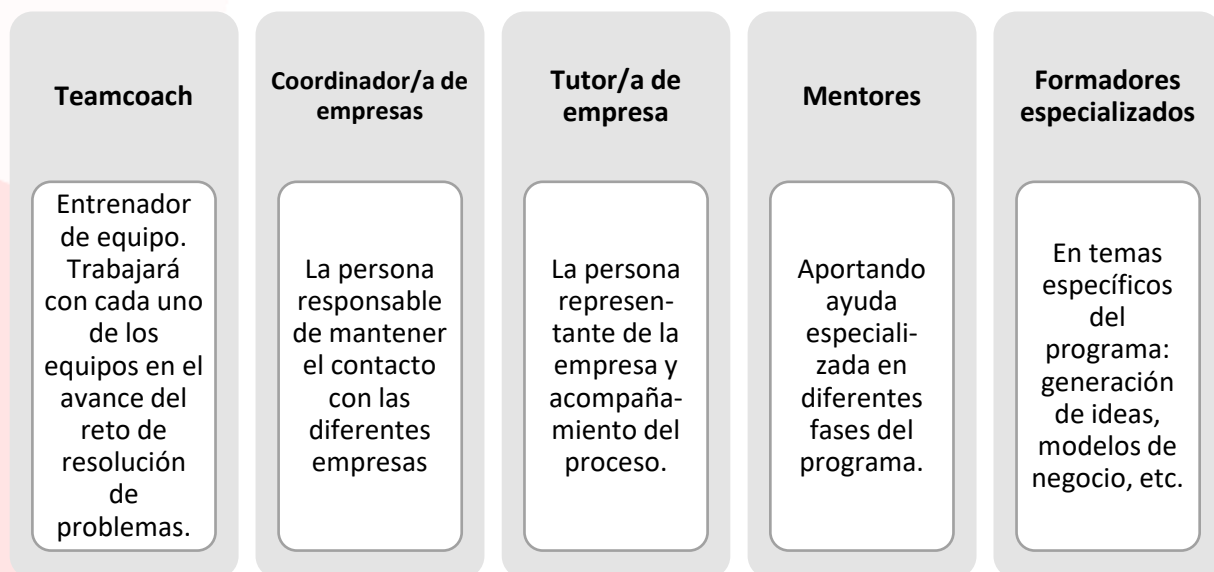 Teamcoach
Entrenador
de equipo.
Trabajará
con cada uno
de los
equipos en el
avance del
reto de
resolución
de
problemas.
Coordinador/a de
empresas
La persona
responsable
de mantener
el contacto
con las
diferentes
empresas
Tutor/a de
empresa
La persona
represen-
tante de la
empresa y
acompaña-
miento del
proceso.
Mentores
Aportando
ayuda
especiali-
zada en
diferentes
fases del
programa.
Formadores
especializados
En temas
específicos
del
programa:
generación
de ideas,
modelos de
negocio, etc.